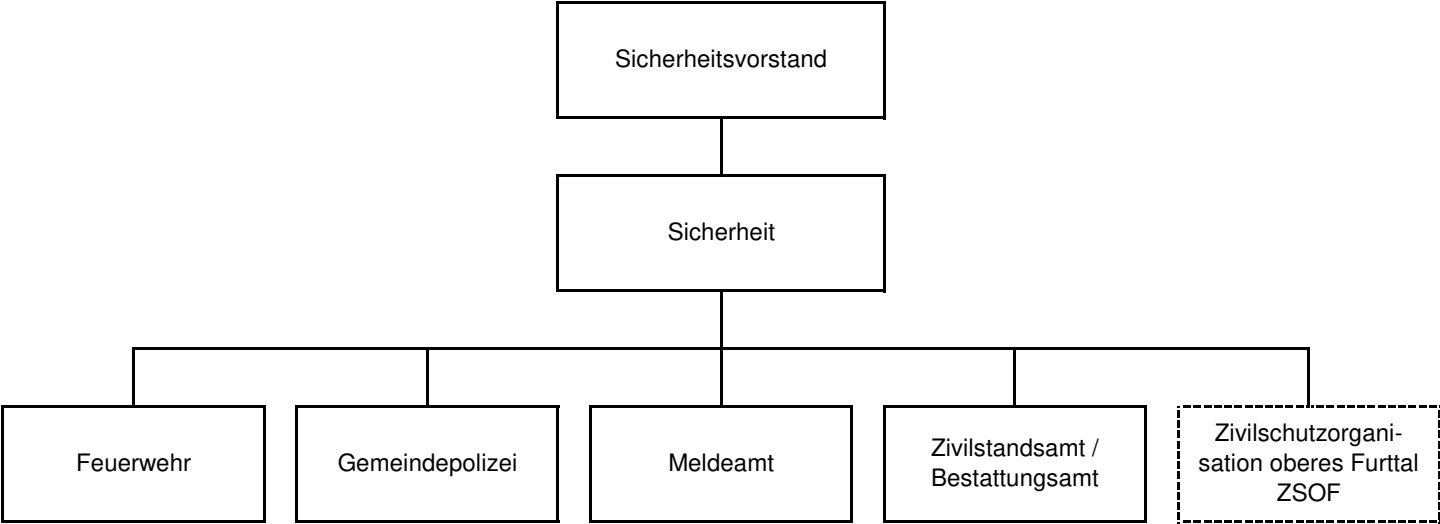 Sicherheitsvorstand
Sicherheit
Feuerwehr
Gemeindepolizei
Meldeamt
Zivilstandsamt /
Bestattungsamt
Zivilschutzorgani-
sation oberes Furttal
ZSOF